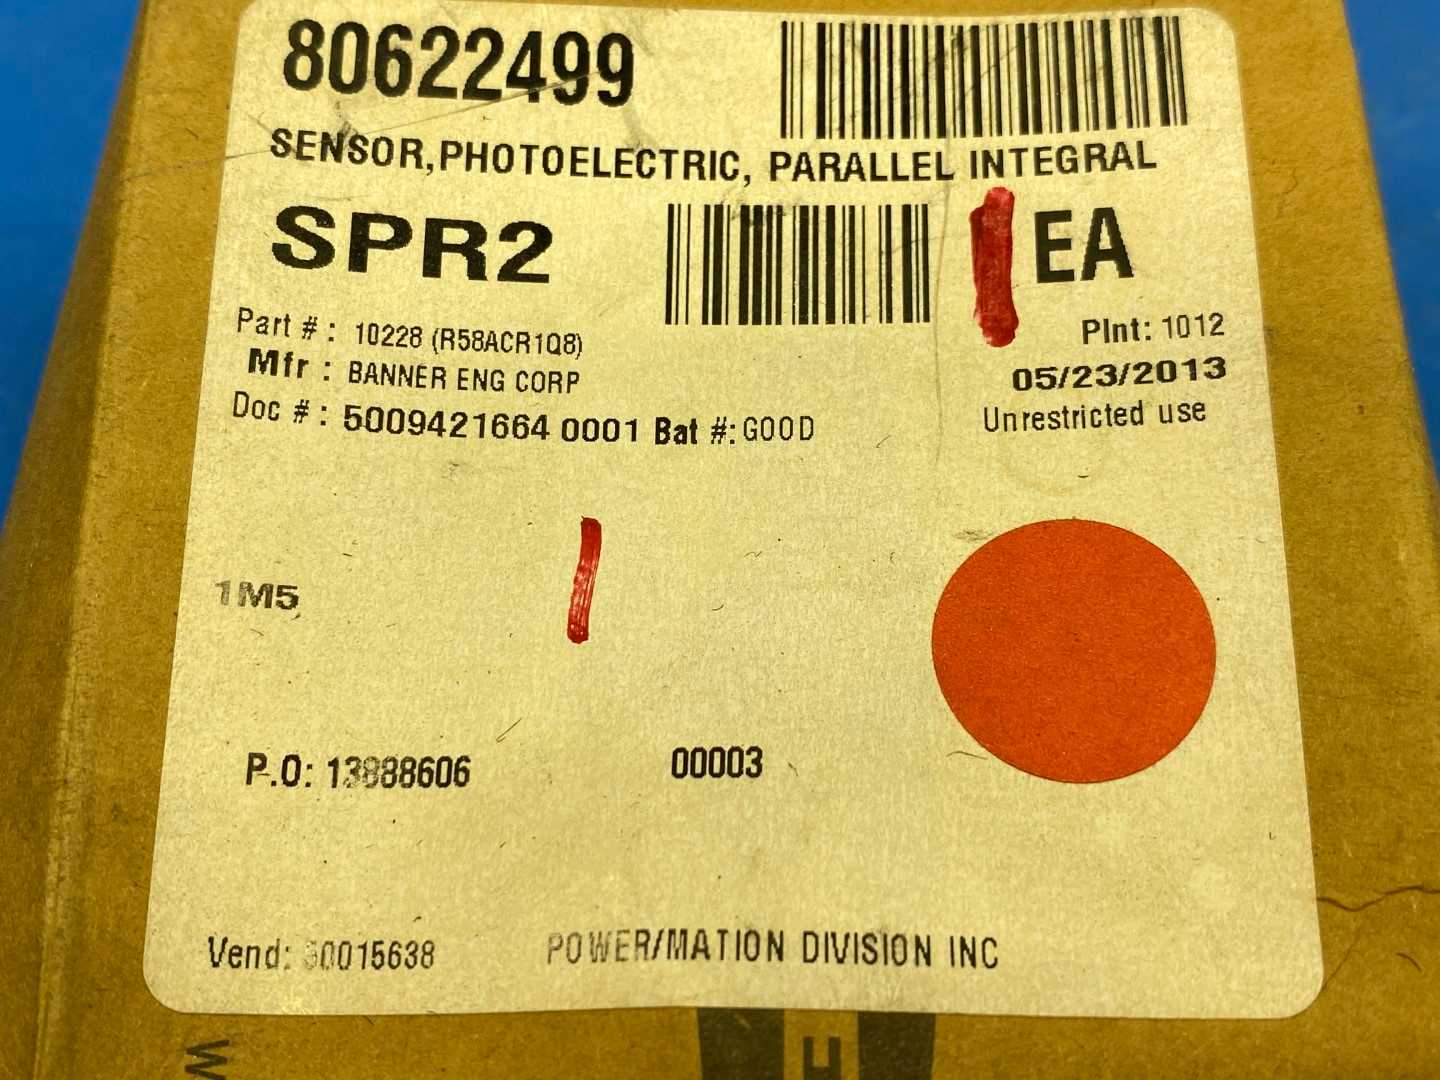 80622499
SENSOR,PHOTOELECTRIC, PARALLEL INTEGRAL
SPR2
1 EA
Part #: 10228 (R58ACR1Q8)
Plnt: 1012
Mfr : BANNER ENG CORP
05/23/2013
Doc #: 5009421664 0001 Bat #:GOOD
Unrestricted use
1M5
P.O: 13888606
00003
Vend:
POWER/MATION DIVISION INC
W